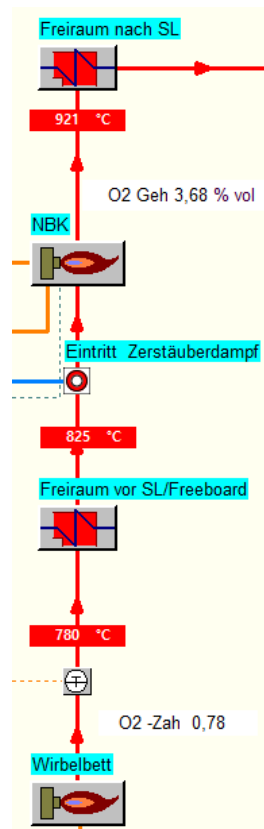 Freiraum nach SL
921 °C
O2 Geh 3,68 % vol
NBK
Eintritt Zerstäuberdampf
825 °C
Freiraum vor SL/Freeboard
780 °C
T
O2 -Zah 0,78
Wirbelbett